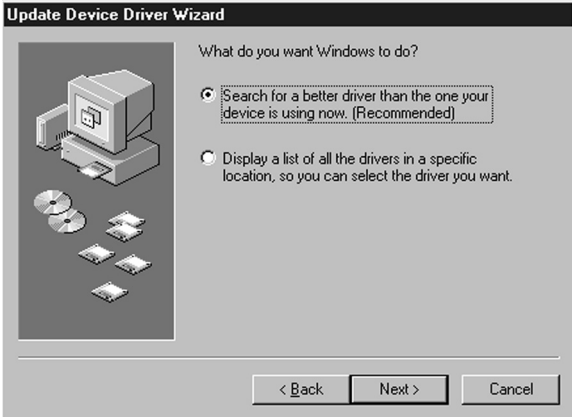 Update Device Driver Wizard
What do you want Windows to do?
Search for a better driver than the one your
device is using now. (Recommended)
Display a list of all the drivers in a specific
location, so you can select the driver you want.
< Back
Next >
Cancel